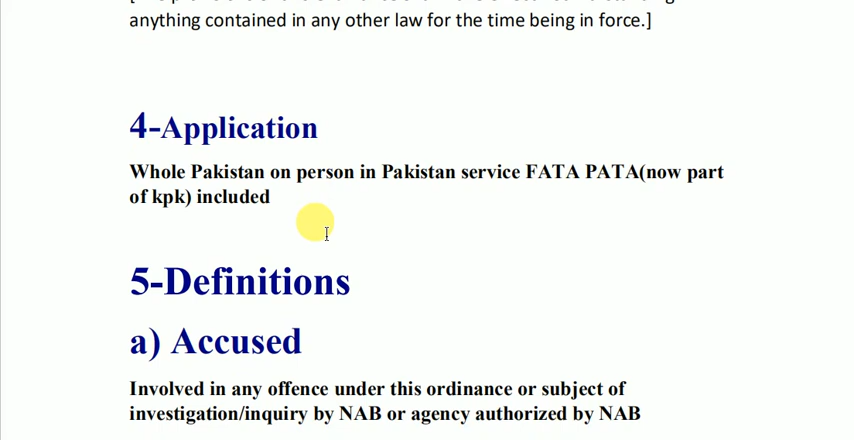 anything contained in any other law for the time being in force.]
4-Application
Whole Pakistan on person in Pakistan service FATA PATA(now part
of kpk) included
5-Definitions
a) Accused
Involved in any offence under this ordinance or subject of
investigation/inquiry by NAB or agency authorized by NAB